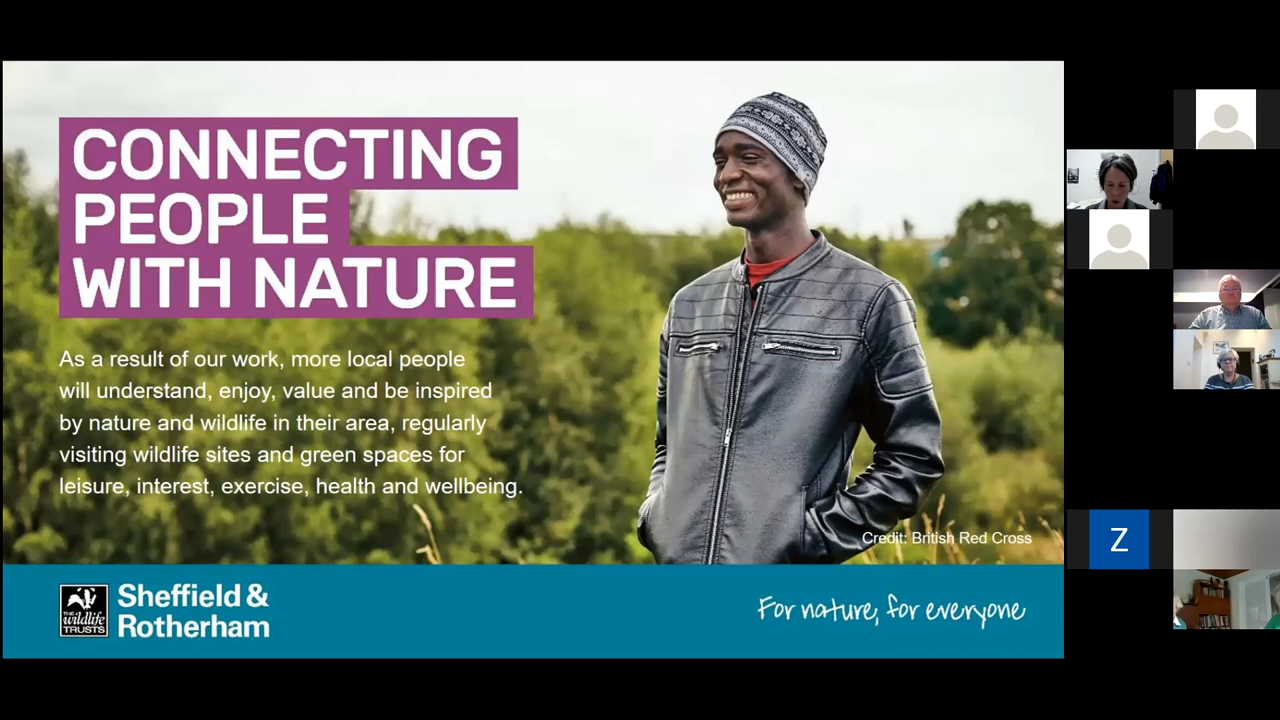 CONNECTING
PEOPLE
WITH NATURE
As a result of our work, more local people
will understand, enjoy, value and be inspired
by nature and wildlife in their area, regularly
visiting wildlife sites and green spaces for
leisure, interest, exercise, health and wellbeing.
Credit: British Red Cross
THE
wildlife
TRUSTS
Sheffield &
Rotherham
For nature, for everyone
Z